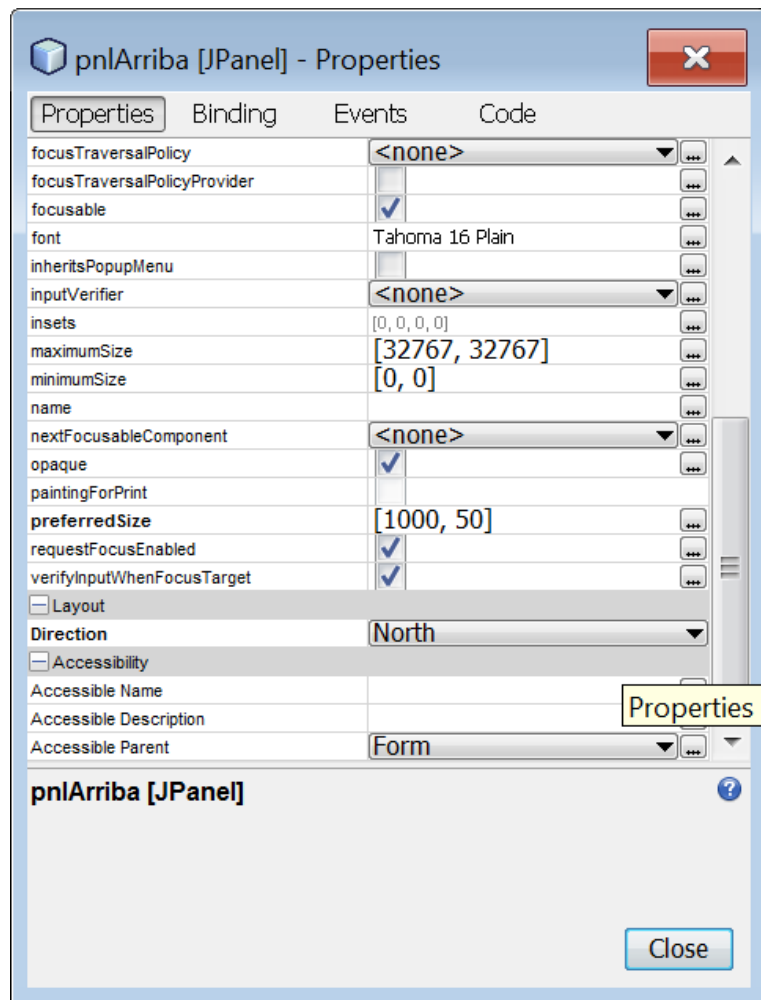 pnlArriba [JPanel] - Properties
Properties Binding Events Code
focusTraversalPolicy <none> ...
focusTraversalPolicyProvider ...
focusable ...
font Tahoma 16 Plain ...
inheritsPopupMenu ...
inputVerifier <none> ...
insets [0, 0, 0, 0] ...
maximumSize [32767, 32767] ...
minimumSize [0, 0] ...
name ...
nextFocusableComponent <none> ...
opaque ...
paintingForPrint
preferredSize [1000, 50] ...
requestFocusEnabled ...
verifyInputWhenFocusTarget ...
Layout
Direction North
Accessibility
Accessible Name
Accessible Description
Properties
Accessible Parent Form ...
pnlArriba [JPanel]
?
Close